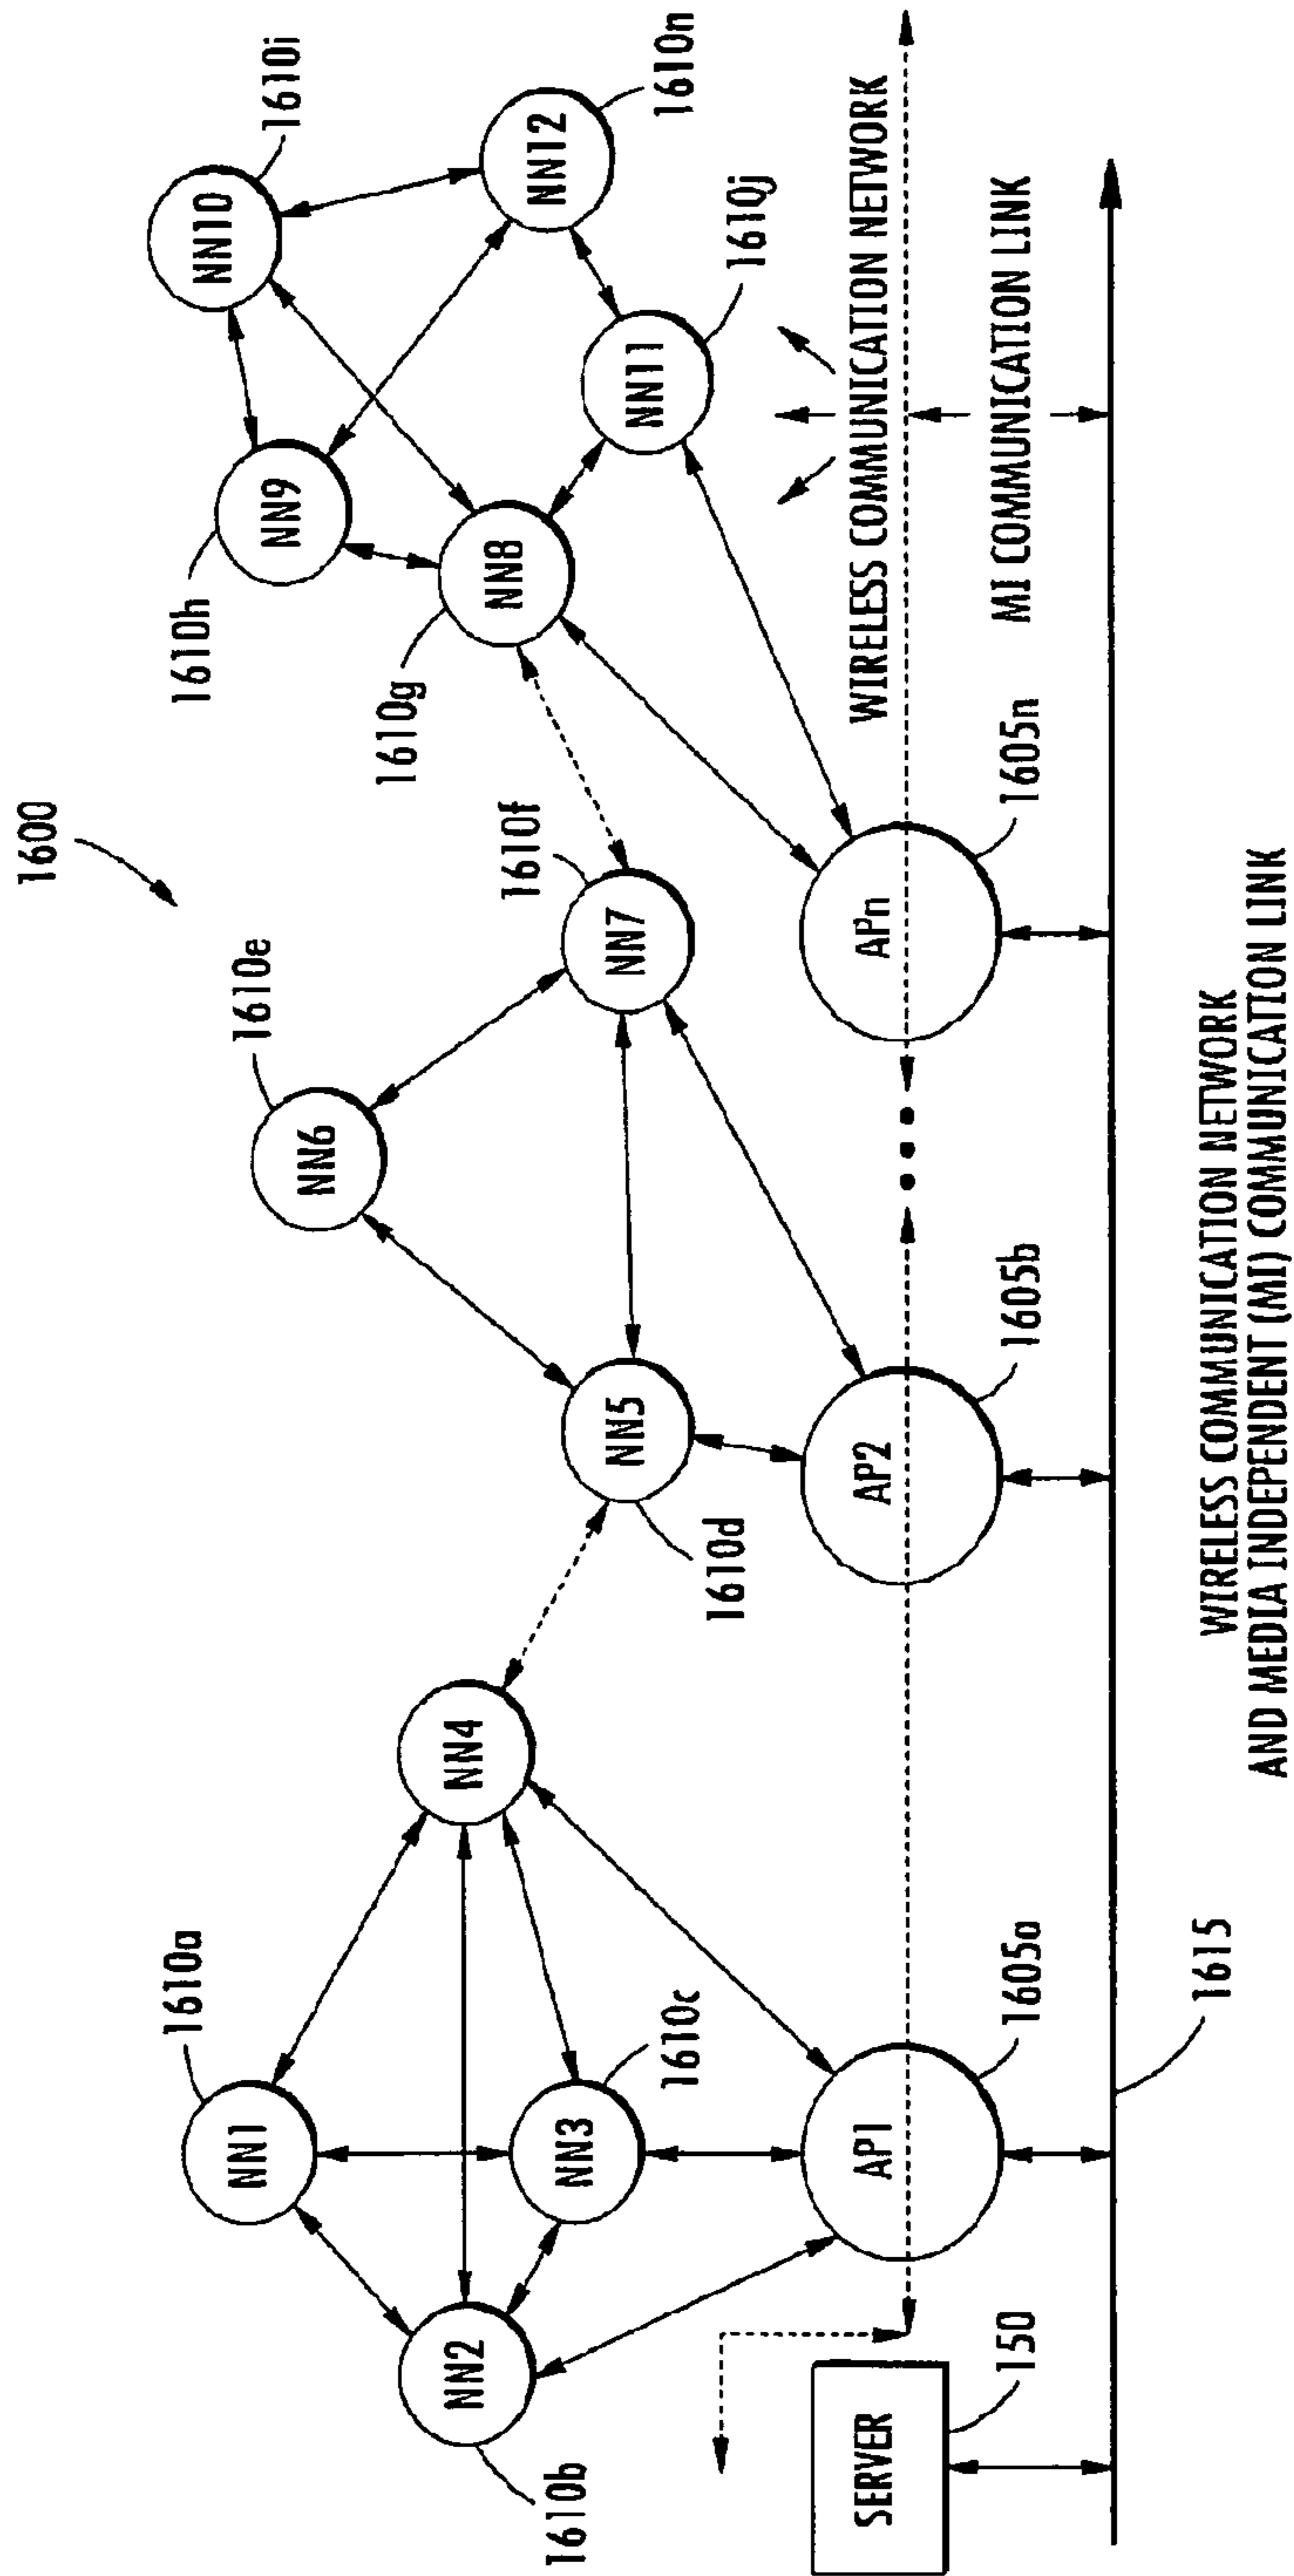 1600
1610a
NN1
1610b
NN2
1610c
NN3
NN4
1610d
NN5
1610e
NN6
1610f
NN7
1610g
NN8
1610h
NN9
1610i
NN10
1610j
NN11
1610n
NN12
SERVER
150
AP1
1605a
AP2
1605b
APn
1605n
1615
WIRELESS COMMUNICATION NETWORK
MI COMMUNICATION LINK
WIRELESS COMMUNICATION NETWORK
AND MEDIA INDEPENDENT (MI) COMMUNICATION LINK